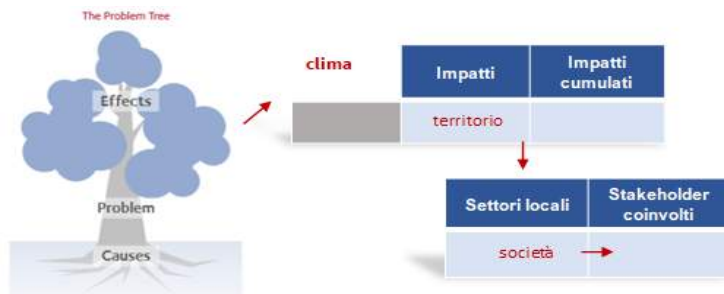 The Problem Tree
Effects
Problem
Causes
clima
Impatti
Impatti
cumulati
territorio
Settori locali
Stakeholder
coinvolti
società